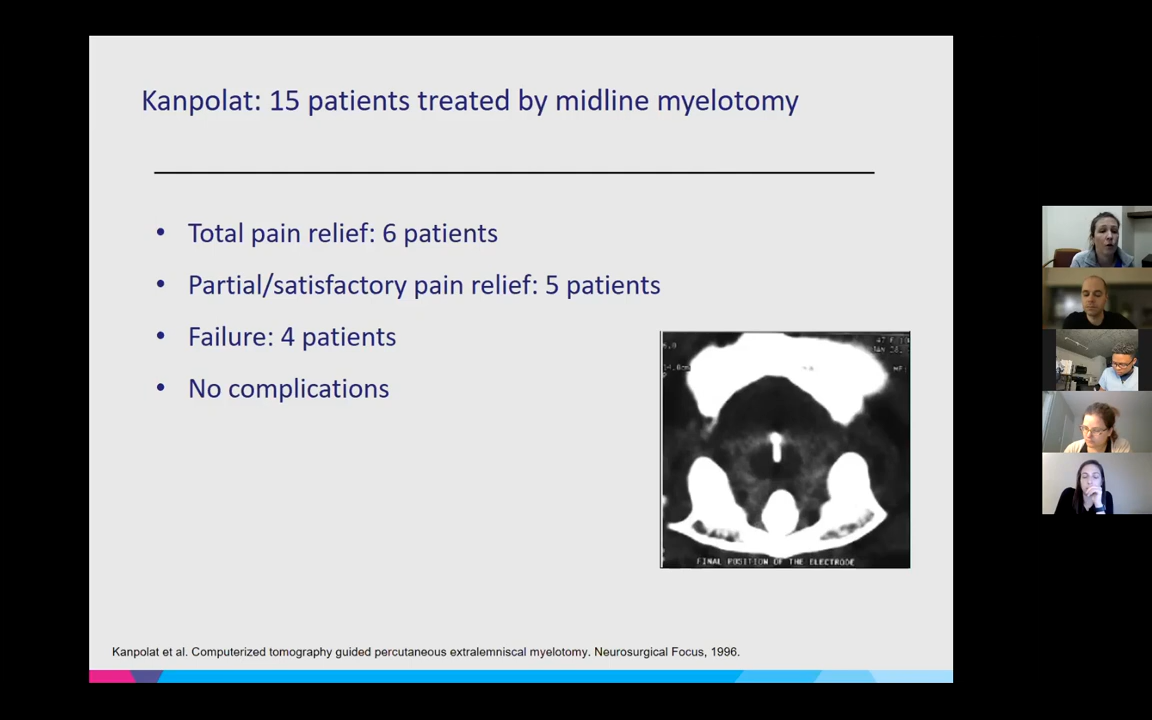 Kanpolat: 15 patients treated by midline myelotomy
• Total pain relief: 6 patients
• Partial/satisfactory pain relief: 5 patients
• Failure: 4 patients
• No complications
FINAL POSITION OF THE ELECTRODE
Kanpolat et al. Computerized tomography guided percutaneous extralemniscal myelotomy. Neurosurgical Focus, 1996.